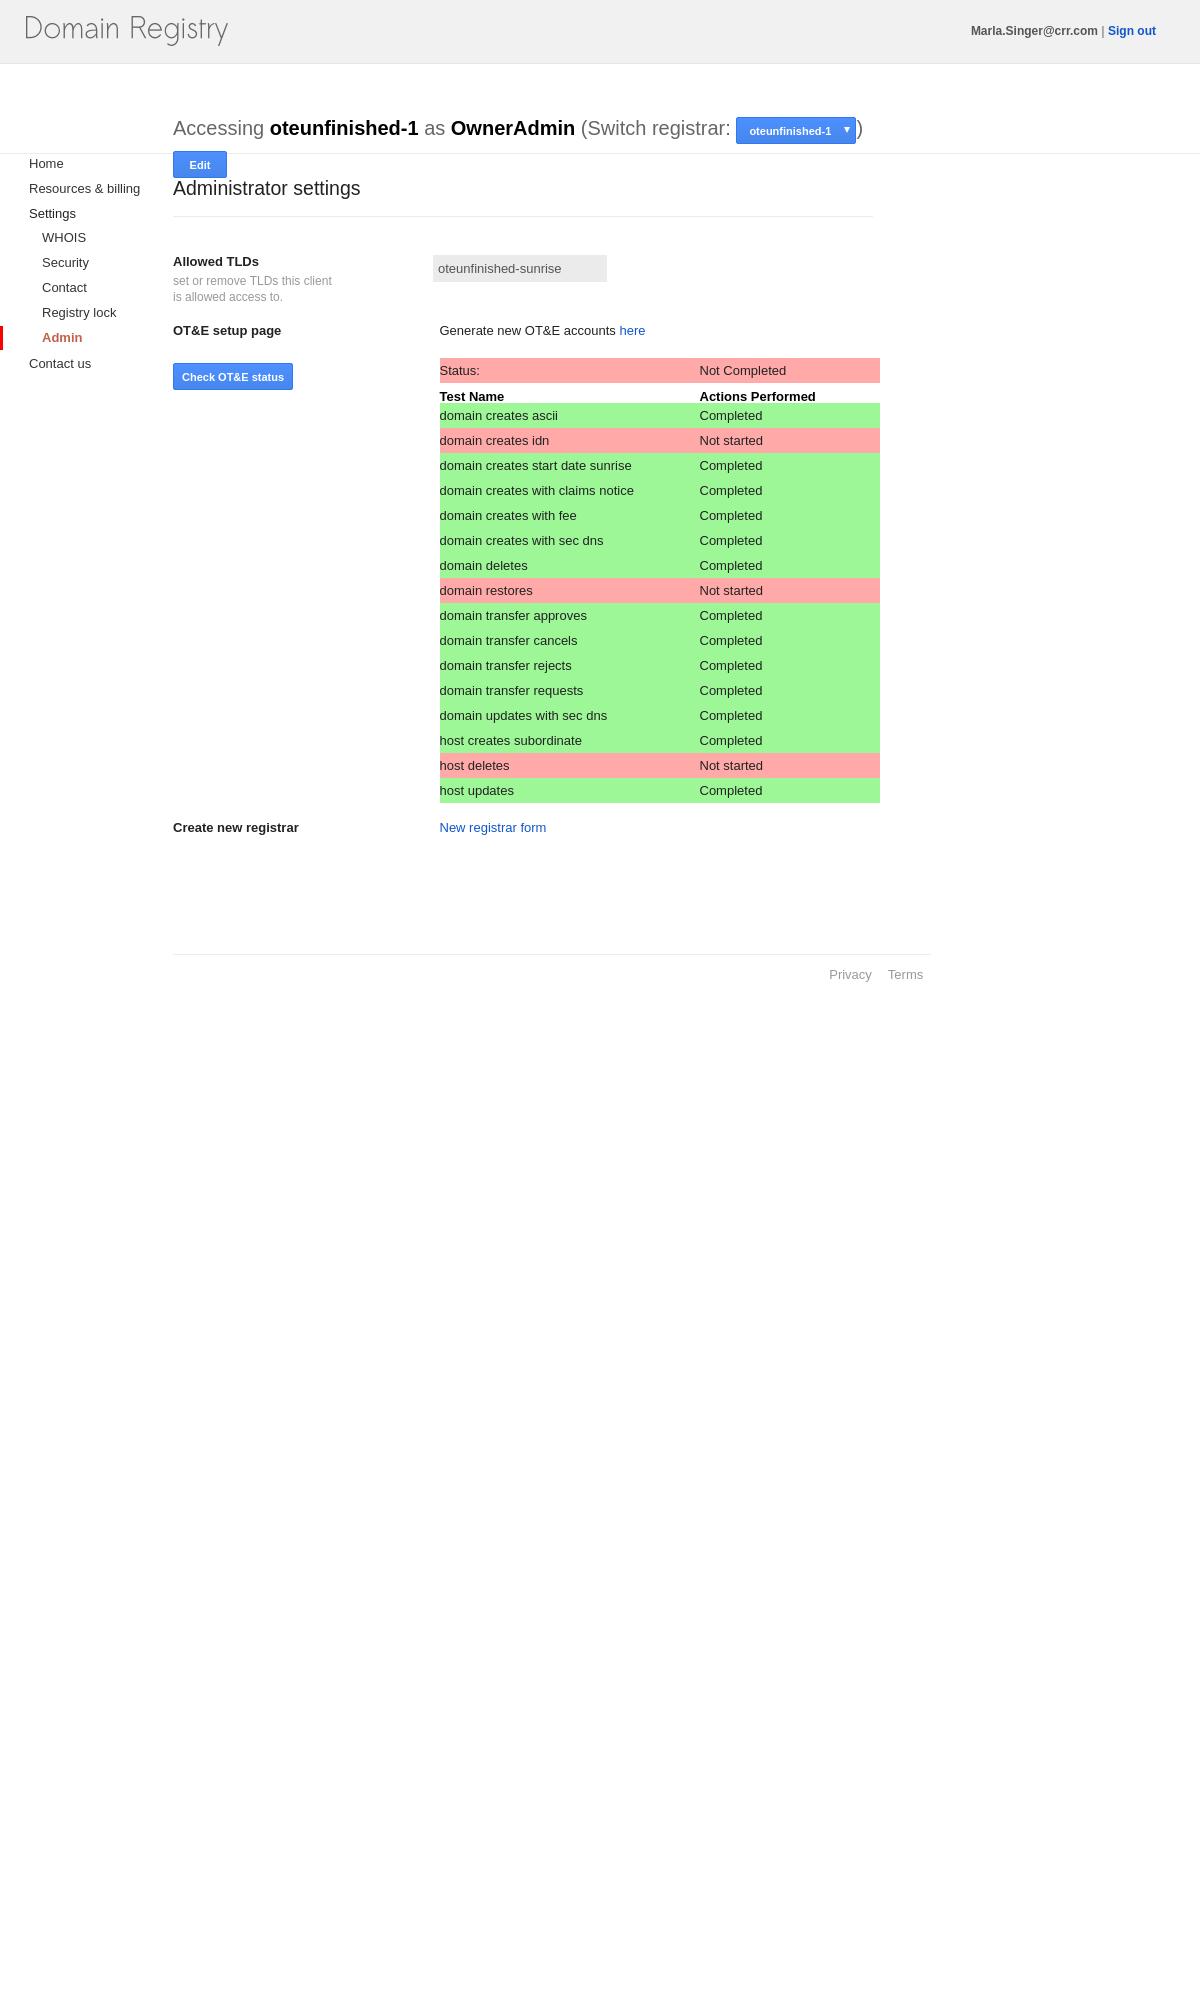 Domain Registry
Marla.Singer@crr.com | Sign out
Accessing oteunfinished-1 as OwnerAdmin (Switch registrar: oteunfinished-1 ▾)
Edit
Home
Resources & billing
Settings
WHOIS
Security
Contact
Registry lock
Admin
Contact us
Administrator settings
Allowed TLDs
set or remove TLDs this client
is allowed access to.
oteunfinished-sunrise
OT&E setup page
Generate new OT&E accounts here
Check OT&E status
Status: Not Completed
Test Name Actions Performed
domain creates ascii Completed
domain creates idn Not started
domain creates start date sunrise Completed
domain creates with claims notice Completed
domain creates with fee Completed
domain creates with sec dns Completed
domain deletes Completed
domain restores Not started
domain transfer approves Completed
domain transfer cancels Completed
domain transfer rejects Completed
domain transfer requests Completed
domain updates with sec dns Completed
host creates subordinate Completed
host deletes Not started
host updates Completed
Create new registrar
New registrar form
Privacy Terms